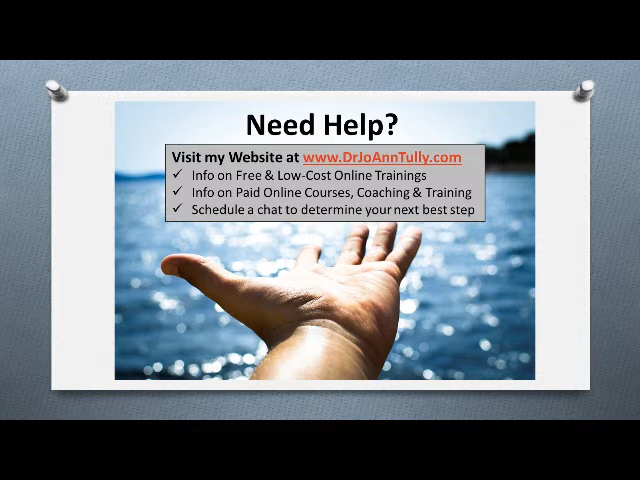 Need Help?
Visit my Website at www.DrJoAnnTully.com
✓ Info on Free & Low-Cost Online Trainings
✓ Info on Paid Online Courses, Coaching & Training
✓ Schedule a chat to determine your next best step